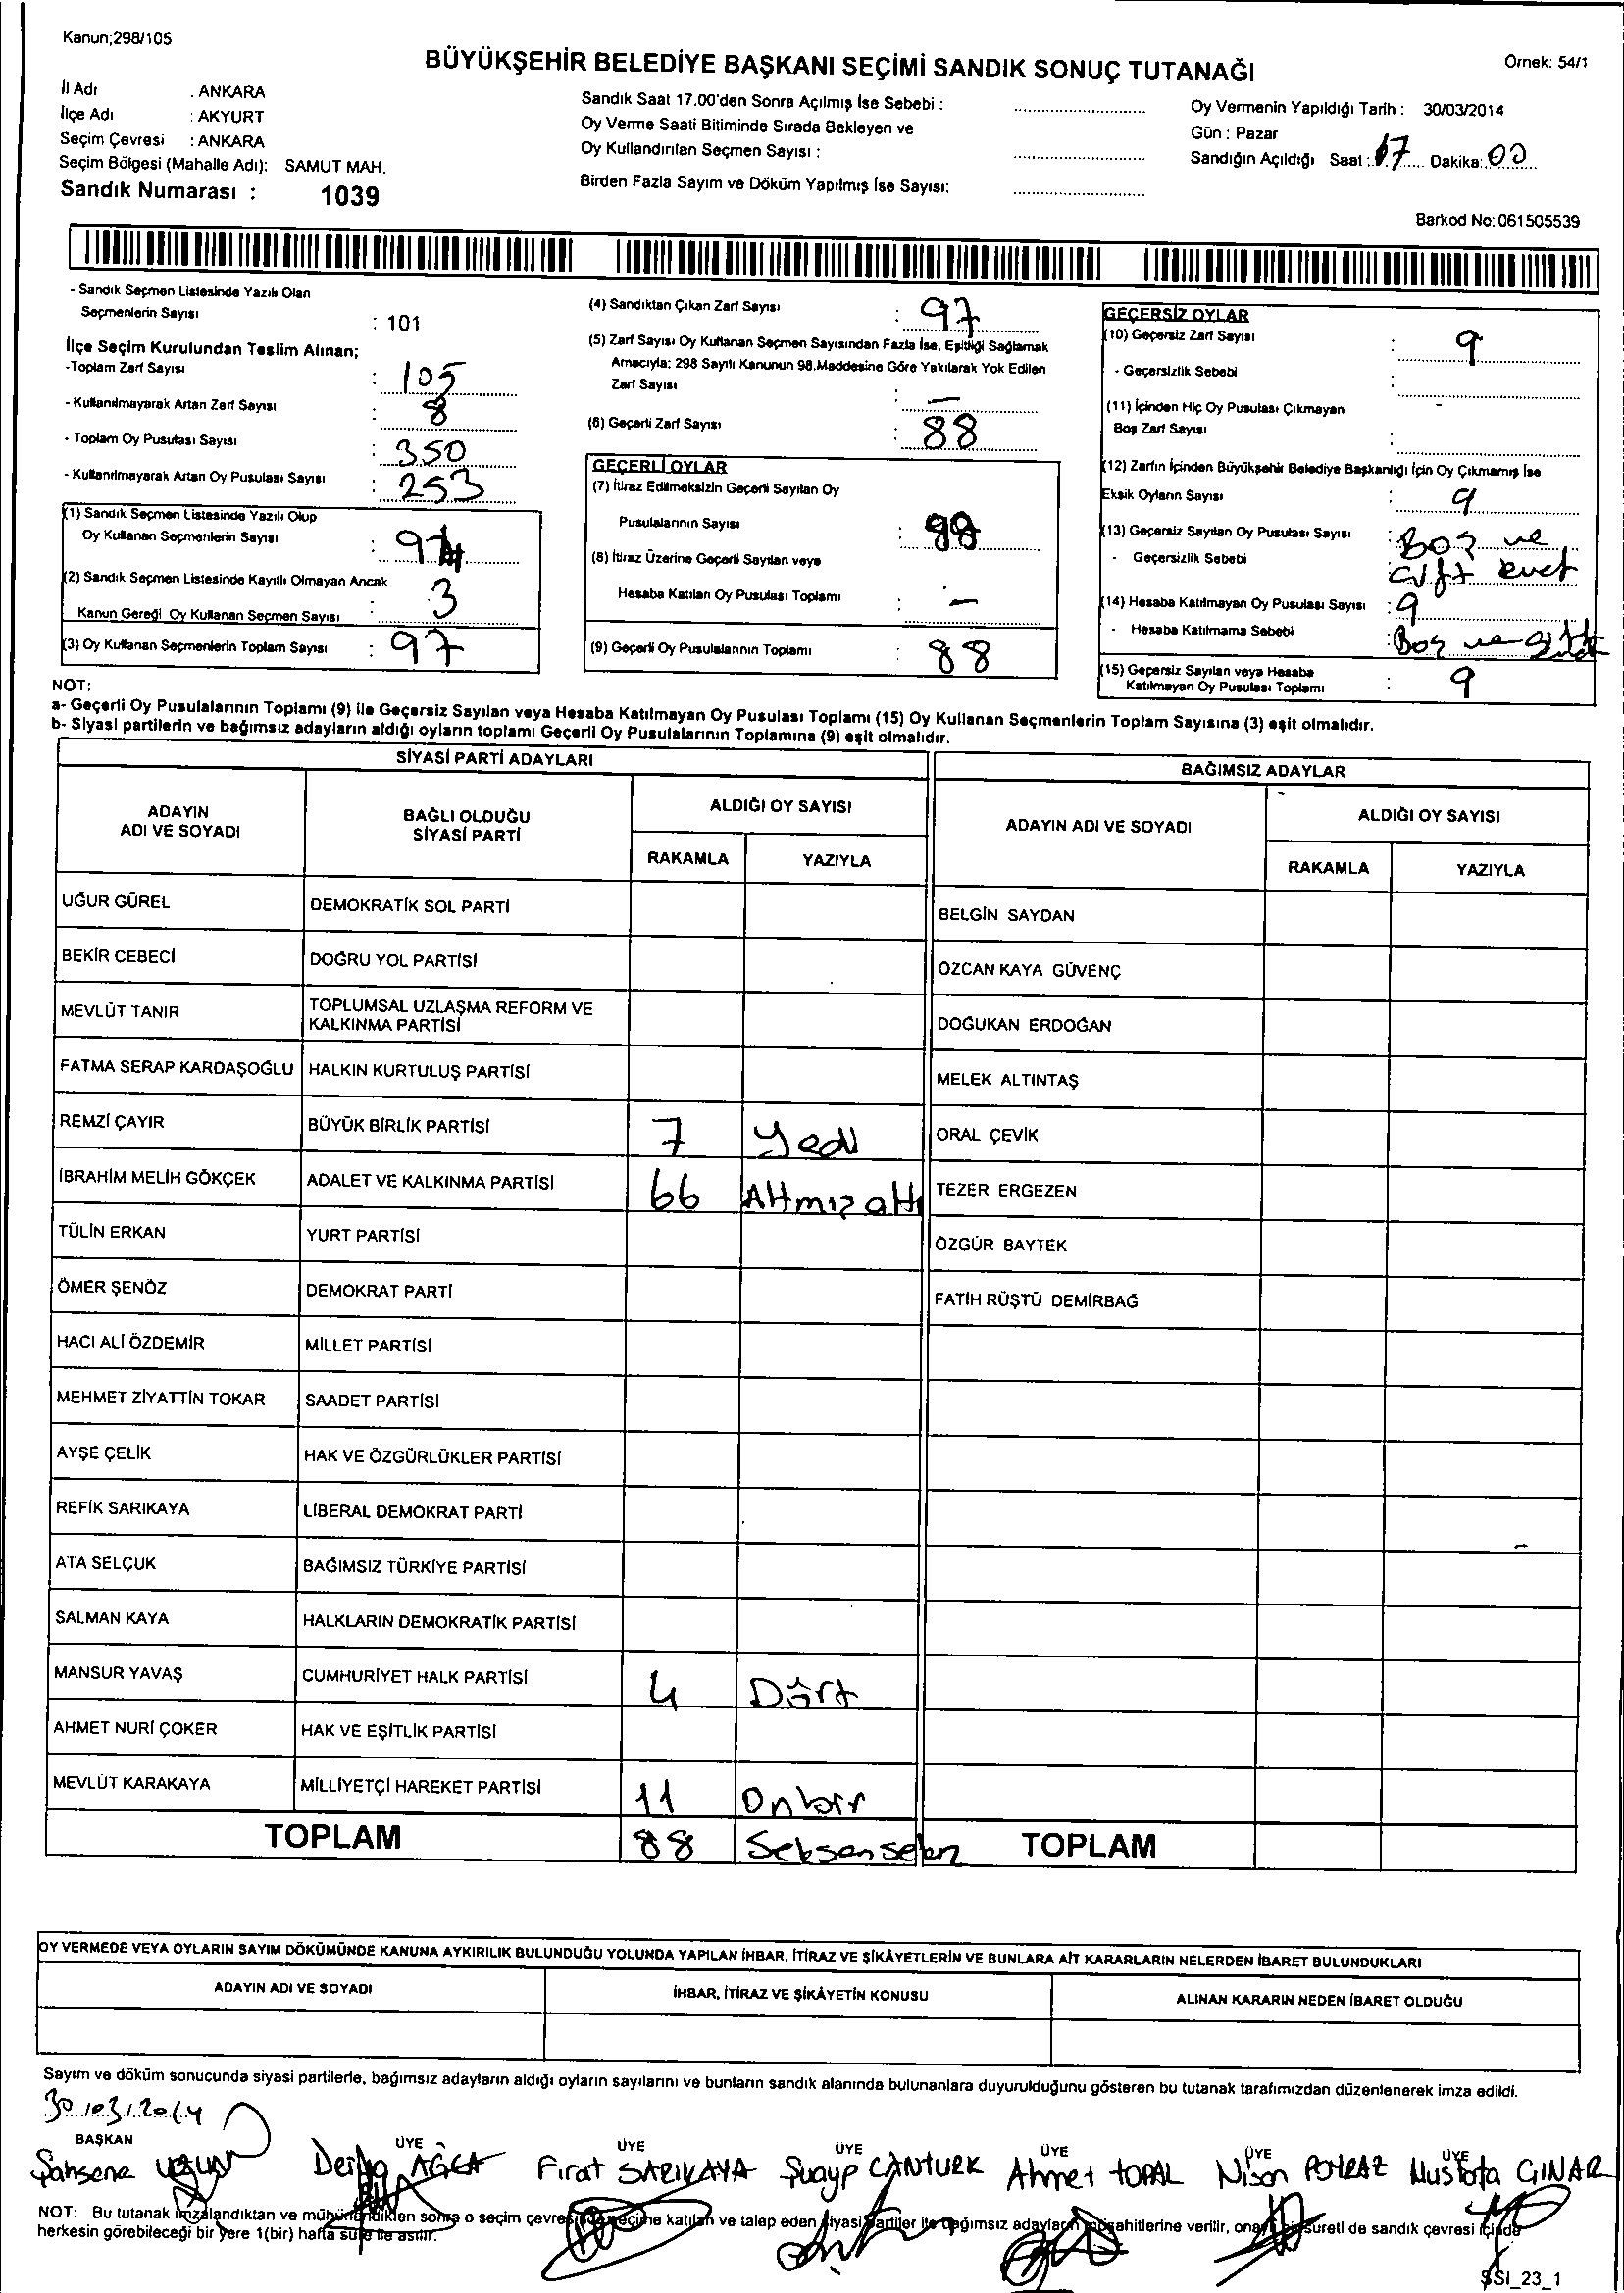 Kanun;298/105
BÜYÜKŞEHİR BELEDİYE BAŞKANI SEÇİMİ SANDIK SONUÇ TUTANAĞI
Örnek: 54/1
İl Adı : ANKARA
İlçe Adı : AKYURT
Seçim Çevresi : ANKARA
Seçim Bölgesi (Mahalle Adı): SAMUT MAH.
Sandık Numarası : 1039
Sandık Saat 17.00'den Sonra Açılmış İse Sebebi :
Oy Verme Saati Bitiminde Sırada Bekleyen ve
Oy Kullandırılan Seçmen Sayısı :
Birden Fazla Sayım ve Döküm Yapılmış İse Sayısı:
Oy Vermenin Yapıldığı Tarih : 30/03/2014
Gün : Pazar
Sandığın Açıldığı Saat : 17 Dakika: 00
Barkod No: 061505539
- Sandık Seçmen Listesinde Yazılı Olan
Seçmenlerin Sayısı : 101
İlçe Seçim Kurulundan Teslim Alınan;
-Toplam Zarf Sayısı : 105
- Kullanılmayarak Artan Zarf Sayısı : 8
- Toplam Oy Pusulası Sayısı : 350
- Kullanılmayarak Artan Oy Pusulası Sayısı : 253
(1) Sandık Seçmen Listesinde Yazılı Olup
Oy Kullanan Seçmenlerin Sayısı :
(2) Sandık Seçmen Listesinde Kayıtlı Olmayan Ancak
Kanun Gereği Oy Kullanan Seçmen Sayısı : 3
(3) Oy Kullanan Seçmenlerin Toplam Sayısı : 97
(4) Sandıktan Çıkan Zarf Sayısı : 97
(5) Zarf Sayısı Oy Kullanan Seçmen Sayısından Fazla İse, Eşitliği Sağlamak
Amacıyla; 298 Sayılı Kanunun 98.Maddesine Göre Yakılarak Yok Edilen
Zarf Sayısı : —
(6) Geçerli Zarf Sayısı : 88
GEÇERLİ OYLAR
(7) İtiraz Edilmeksizin Geçerli Sayılan Oy
Pusulalarının Sayısı : 88
(8) İtiraz Üzerine Geçerli Sayılan veya
Hesaba Katılan Oy Pusulası Toplamı : —
(9) Geçerli Oy Pusulalarının Toplamı : 88
GEÇERSİZ OYLAR
(10) Geçersiz Zarf Sayısı : 9
- Geçersizlik Sebebi :
(11) İçinden Hiç Oy Pusulası Çıkmayan
Boş Zarf Sayısı :
(12) Zarfın İçinden Büyükşehir Belediye Başkanlığı İçin Oy Çıkmamış İse
Eksik Oyların Sayısı : 9
(13) Geçersiz Sayılan Oy Pusulası Sayısı : Boş ve
- Geçersizlik Sebebi çift evet
(14) Hesaba Katılmayan Oy Pusulası Sayısı : 9
- Hesaba Katılmama Sebebi : Boş ve çift
(15) Geçersiz Sayılan veya Hesaba
Katılmayan Oy Pusulası Toplamı : 9
NOT:
a- Geçerli Oy Pusulalarının Toplamı (9) ile Geçersiz Sayılan veya Hesaba Katılmayan Oy Pusulası Toplamı (15) Oy Kullanan Seçmenlerin Toplam Sayısına (3) eşit olmalıdır.
b- Siyasi partilerin ve bağımsız adayların aldığı oyların toplamı Geçerli Oy Pusulalarının Toplamına (9) eşit olmalıdır.
SİYASİ PARTİ ADAYLARI
ADAYIN ADI VE SOYADI BAĞLI OLDUĞU SİYASİ PARTİ ALDIĞI OY SAYISI
RAKAMLA YAZIYLA
UĞUR GÜREL DEMOKRATİK SOL PARTİ
BEKİR CEBECİ DOĞRU YOL PARTİSİ
MEVLÜT TANIR TOPLUMSAL UZLAŞMA REFORM VE KALKINMA PARTİSİ
FATMA SERAP KARDAŞOĞLU HALKIN KURTULUŞ PARTİSİ
REMZİ ÇAYIR BÜYÜK BİRLİK PARTİSİ 7 Yedi
İBRAHİM MELİH GÖKÇEK ADALET VE KALKINMA PARTİSİ 66 Altmış altı
TÜLİN ERKAN YURT PARTİSİ
ÖMER ŞENÖZ DEMOKRAT PARTİ
HACI ALİ ÖZDEMİR MİLLET PARTİSİ
MEHMET ZİYATTİN TOKAR SAADET PARTİSİ
AYŞE ÇELİK HAK VE ÖZGÜRLÜKLER PARTİSİ
REFİK SARIKAYA LİBERAL DEMOKRAT PARTİ
ATA SELÇUK BAĞIMSIZ TÜRKİYE PARTİSİ
SALMAN KAYA HALKLARIN DEMOKRATİK PARTİSİ
MANSUR YAVAŞ CUMHURİYET HALK PARTİSİ 4 Dört
AHMET NURİ ÇOKER HAK VE EŞİTLİK PARTİSİ
MEVLÜT KARAKAYA MİLLİYETÇİ HAREKET PARTİSİ 11 Onbir
TOPLAM 88 Seksensekiz
BAĞIMSIZ ADAYLAR
ADAYIN ADI VE SOYADI ALDIĞI OY SAYISI
RAKAMLA YAZIYLA
BELGİN SAYDAN
ÖZCAN KAYA GÜVENÇ
DOĞUKAN ERDOĞAN
MELEK ALTINTAŞ
ORAL ÇEVİK
TEZER ERGEZEN
ÖZGÜR BAYTEK
FATİH RÜŞTÜ DEMİRBAĞ
TOPLAM
OY VERMEDE VEYA OYLARIN SAYIM DÖKÜMÜNDE KANUNA AYKIRILIK BULUNDUĞU YOLUNDA YAPILAN İHBAR, İTİRAZ VE ŞİKÂYETLERİN VE BUNLARA AİT KARARLARIN NELERDEN İBARET BULUNDUKLARI
ADAYIN ADI VE SOYADI İHBAR, İTİRAZ VE ŞİKÂYETİN KONUSU ALINAN KARARIN NEDEN İBARET OLDUĞU
Sayım ve döküm sonucunda siyasi partilerle, bağımsız adayların aldığı oyların sayılarını ve bunların sandık alanında bulunanlara duyurulduğunu gösteren bu tutanak tarafımızdan düzenlenerek imza edildi.
30/03/2014
BAŞKAN ÜYE ÜYE ÜYE ÜYE ÜYE ÜYE
Şahsene Derya AĞCA Fırat SARIKAYA Şuayp CANTURK Ahmet TOPAL Nison POYRAZ Mustafa ÇINAR
NOT: Bu tutanak imzalandıktan ve mühürlendikten sonra o seçim çevresinde seçime katılan ve talep eden siyasi partiler ile bağımsız adayların müşahitlerine verilir, onaylı bir sureti de sandık çevresi içinde
herkesin görebileceği bir yere 1(bir) hafta süre ile asılır.
SSI_23_1